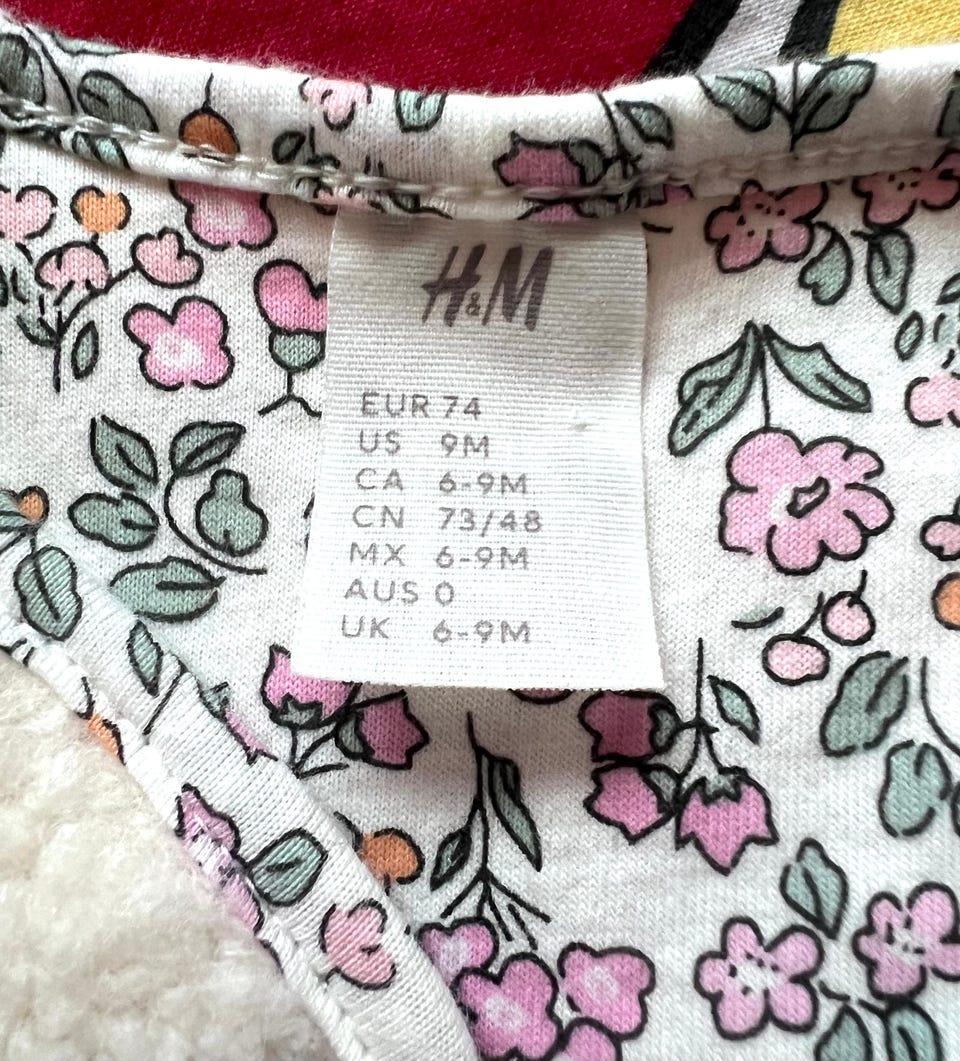 H&M
EUR 74
US 9M
CA 6-9M
CN 73/48
MX 6-9M
AUS 0
UK 6-9M